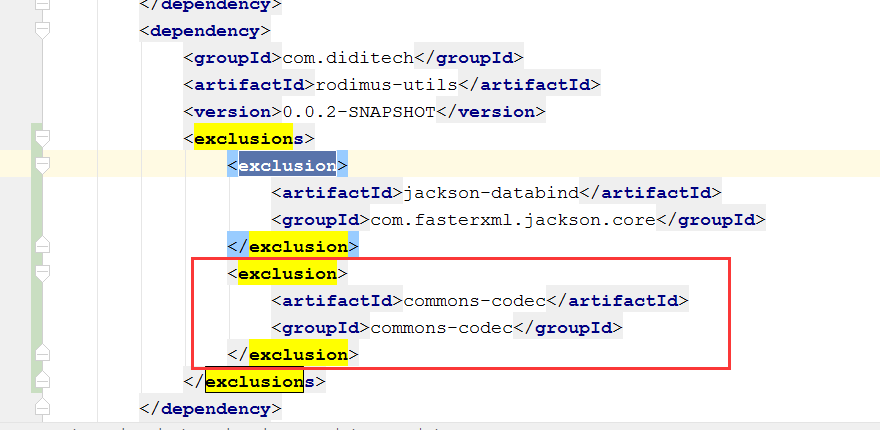 </dependency>
<dependency>
<groupId>com.diditech</groupId>
<artifactId>rodimus-utils</artifactId>
<version>0.0.2-SNAPSHOT</version>
<exclusions>
<exclusion>
<artifactId>jackson-databind</artifactId>
<groupId>com.fasterxml.jackson.core</groupId>
</exclusion>
<exclusion>
<artifactId>commons-codec</artifactId>
<groupId>commons-codec</groupId>
</exclusion>
</exclusions>
</dependency>